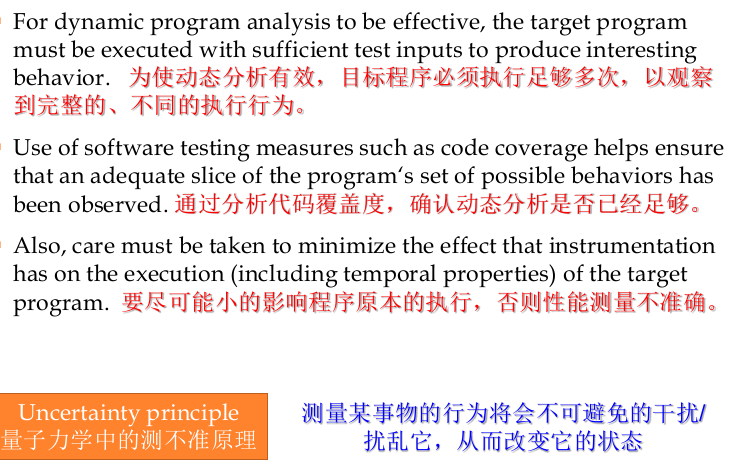 For dynamic program analysis to be effective, the target program
must be executed with sufficient test inputs to produce interesting
behavior. 为使动态分析有效，目标程序必须执行足够多次，以观察
到完整的、不同的执行行为。
Use of software testing measures such as code coverage helps ensure
that an adequate slice of the program‘s set of possible behaviors has
been observed. 通过分析代码覆盖度，确认动态分析是否已经足够。
Also, care must be taken to minimize the effect that instrumentation
has on the execution (including temporal properties) of the target
program. 要尽可能小的影响程序原本的执行，否则性能测量不准确。
Uncertainty principle
量子力学中的测不准原理
测量某事物的行为将会不可避免的干扰/
扰乱它，从而改变它的状态